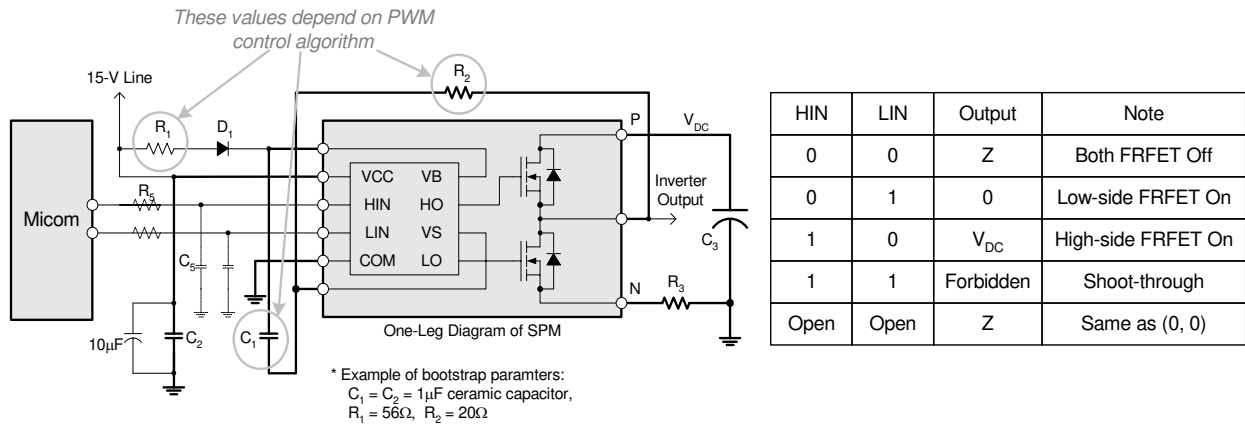 These values depend on PWM
control algorithm
15-V Line
R1
D1
R2
Micom
R5
C5
10μF
C2
C1
VCC VB
HIN HO
LIN VS
COM LO
P
VDC
Inverter
Output
C3
N
R3
One-Leg Diagram of SPM
* Example of bootstrap paramters:
C1 = C2 = 1μF ceramic capacitor,
R1 = 56Ω, R2 = 20Ω
HIN LIN Output Note
0 0 Z Both FRFET Off
0 1 0 Low-side FRFET On
1 0 VDC High-side FRFET On
1 1 Forbidden Shoot-through
Open Open Z Same as (0, 0)